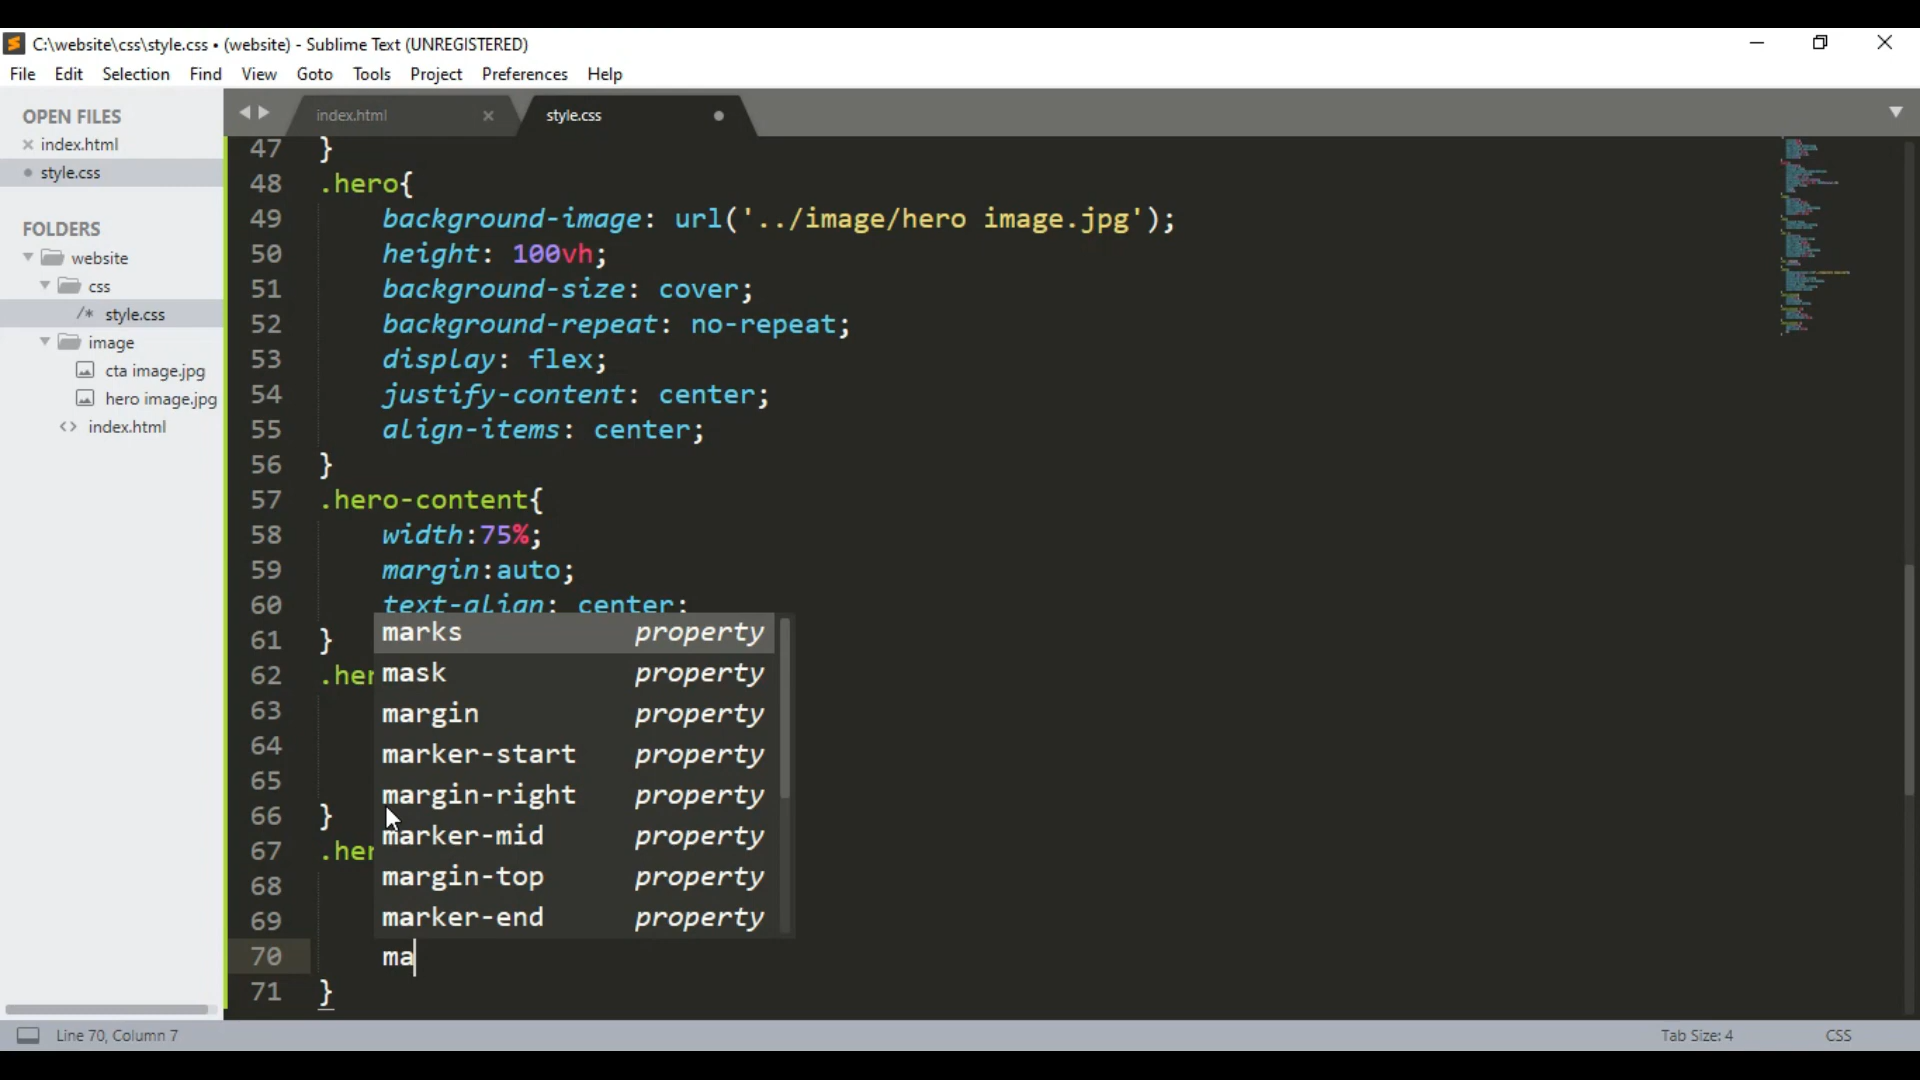 C:\website\css\style.css • (website) - Sublime Text (UNREGISTERED)
File Edit Selection Find View Goto Tools Project Preferences Help
OPEN FILES
index.html
style.css
FOLDERS
website
css
/* style.css
image
cta image.jpg
hero image.jpg
<> index.html
index.html
style.css
47 }
48 .hero{
49 background-image: url('../image/hero image.jpg');
50 height: 100vh;
51 background-size: cover;
52 background-repeat: no-repeat;
53 display: flex;
54 justify-content: center;
55 align-items: center;
56 }
57 .hero-content{
58 width:75%;
59 margin:auto;
60 text-align: center;
61 }
62 .her
63
64
65
66 }
67 .her
68
69
70 ma
71 }
marks property
mask property
margin property
marker-start property
margin-right property
marker-mid property
margin-top property
marker-end property
Line 70, Column 7
Tab Size: 4
CSS